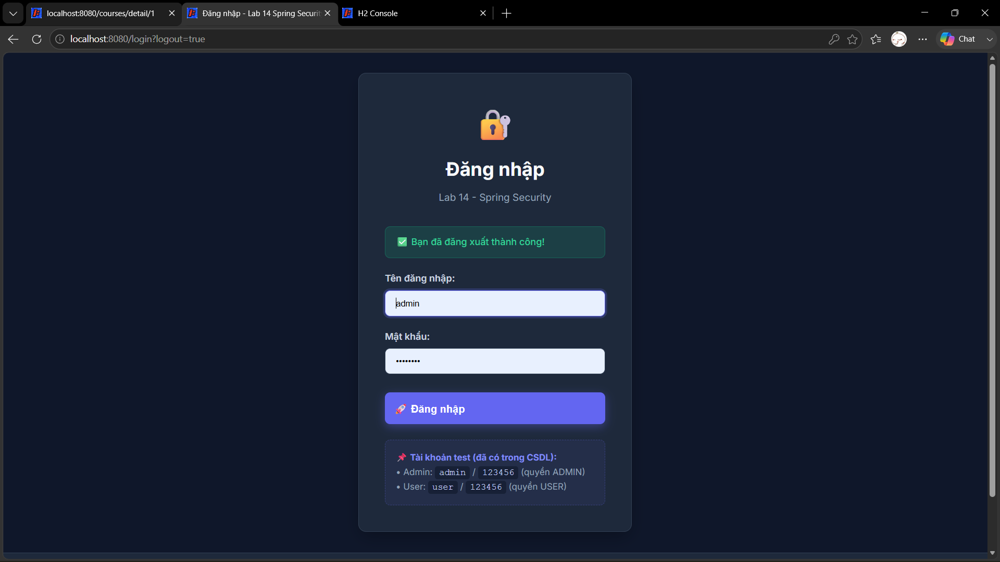 localhost:8080/courses/detail/1
Đăng nhập - Lab 14 Spring Securit
H2 Console
localhost:8080/login?logout=true
Chat
Đăng nhập
Lab 14 - Spring Security
✅ Bạn đã đăng xuất thành công!
Tên đăng nhập:
admin
Mật khẩu:
••••••••
🚀 Đăng nhập
📌 Tài khoản test (đã có trong CSDL):
• Admin: admin / 123456 (quyền ADMIN)
• User: user / 123456 (quyền USER)